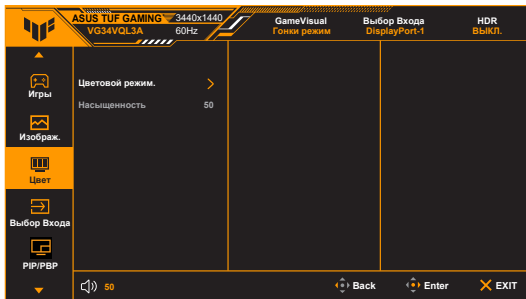 ASUS TUF GAMING 3440x1440
VG34VQL3A 60Hz
GameVisual
Гонки режим
Выбор Входа
DisplayPort-1
HDR
ВЫКЛ.
Игры
Изображ.
Цвет
Выбор Входа
PIP/PBP
Цветовой режим.
Насыщенность 50
50
Back
Enter
EXIT